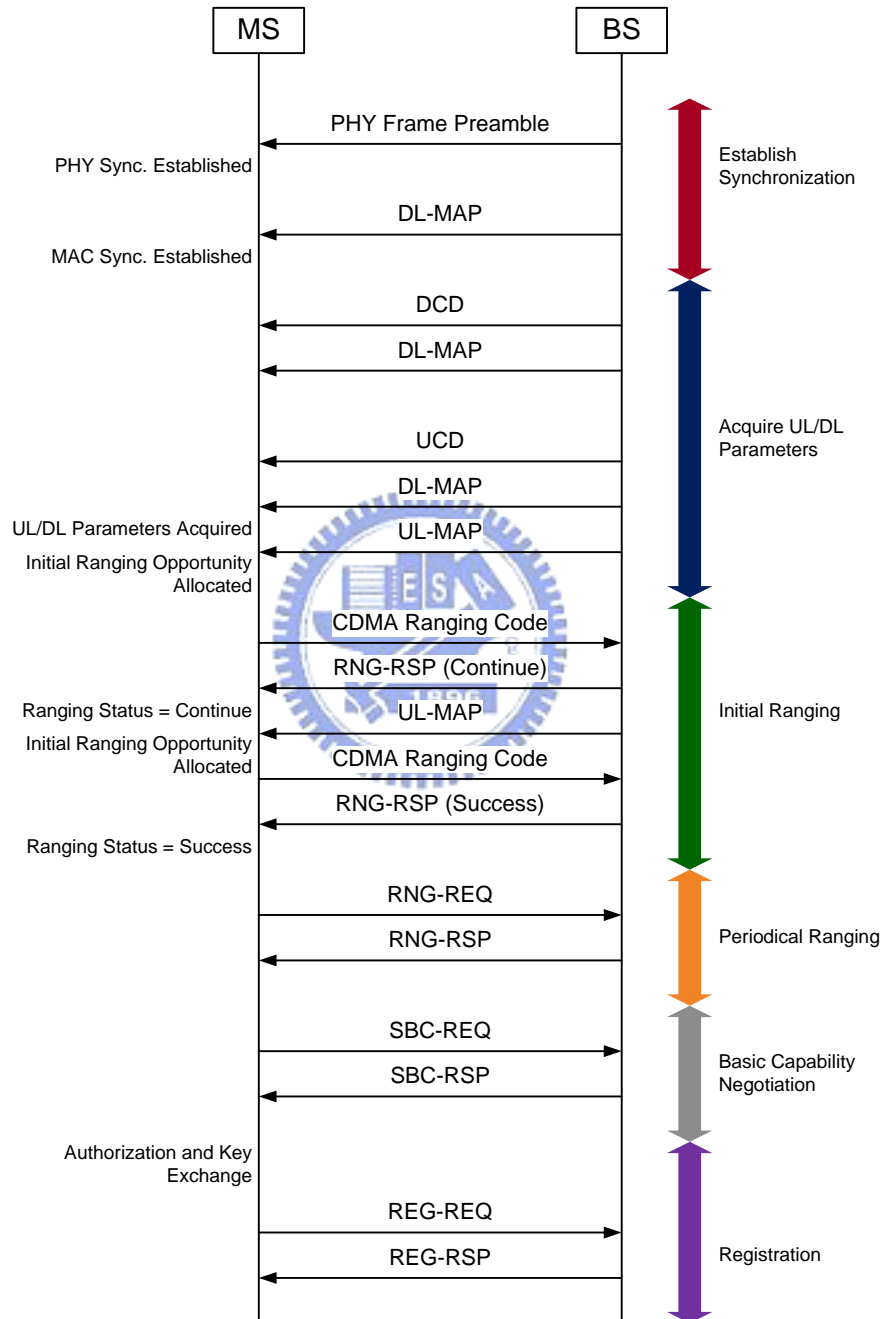 MS
BS
PHY Frame Preamble
PHY Sync. Established
Establish
Synchronization
DL-MAP
MAC Sync. Established
DCD
DL-MAP
Acquire UL/DL
Parameters
UCD
DL-MAP
UL/DL Parameters Acquired
UL-MAP
Initial Ranging Opportunity
Allocated
E S A
CDMA Ranging Code
RNG-RSP (Continue)
1896
Ranging Status = Continue
UL-MAP
Initial Ranging
Initial Ranging Opportunity
Allocated
CDMA Ranging Code
RNG-RSP (Success)
Ranging Status = Success
RNG-REQ
RNG-RSP
Periodical Ranging
SBC-REQ
SBC-RSP
Basic Capability
Negotiation
Authorization and Key
Exchange
REG-REQ
REG-RSP
Registration